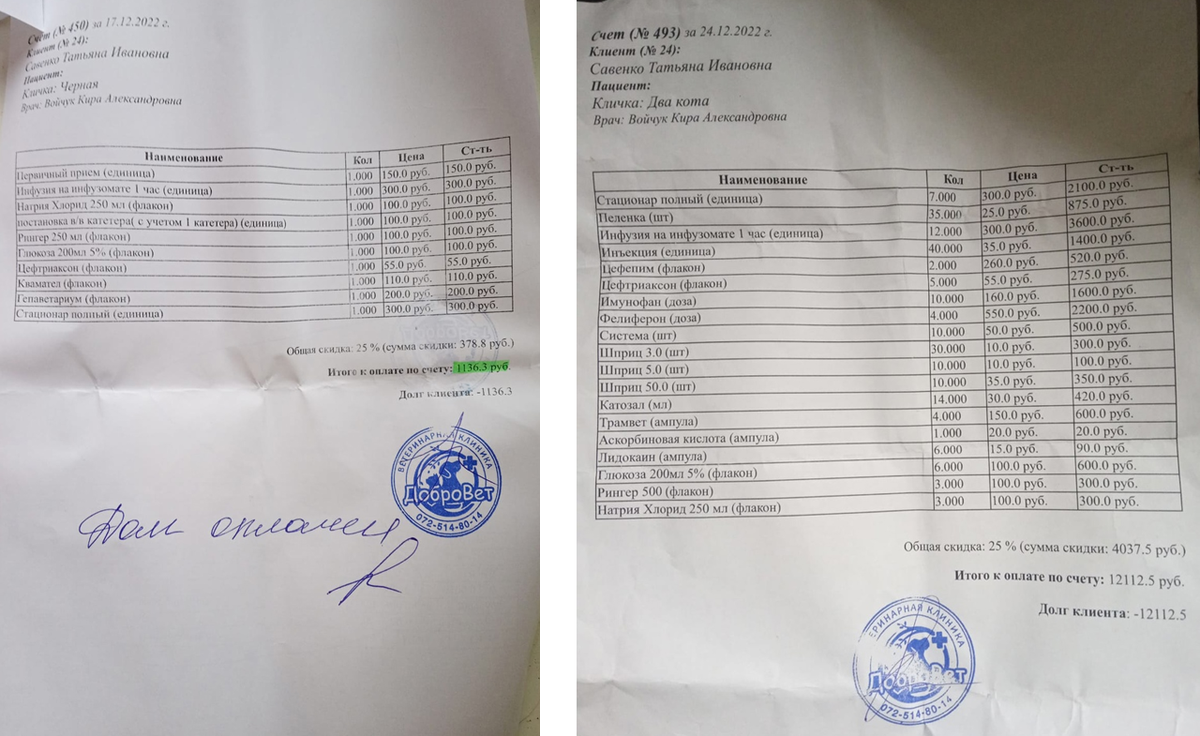 Счет (№ 450) за 17.12.2022 г.
Клиент (№ 24):
Савенко Татьяна Ивановна
Пациент:
Кличка: Черная
Врач: Войчук Кира Александровна
Наименование Кол Цена Ст-ть
Первичный прием (единица) 1.000 150.0 руб. 150.0 руб.
Инфузия на инфузомате 1 час (единица) 1.000 300.0 руб. 300.0 руб.
Натрия Хлорид 250 мл (флакон) 1.000 100.0 руб. 100.0 руб.
постановка в/в катетера( с учетом 1 катетера) (единица) 1.000 100.0 руб. 100.0 руб.
Рингер 250 мл (флакон) 1.000 100.0 руб. 100.0 руб.
Глюкоза 200мл 5% (флакон) 1.000 100.0 руб. 100.0 руб.
Цефтриаксон (флакон) 1.000 55.0 руб. 55.0 руб.
Квамател (флакон) 1.000 110.0 руб. 110.0 руб.
Гепаветариум (флакон) 1.000 200.0 руб. 200.0 руб.
Стационар полный (единица) 1.000 300.0 руб. 300.0 руб.
Общая скидка: 25 % (сумма скидки: 378.8 руб.)
Итого к оплате по счету: 1136.3 руб.
Долг клиента: -1136.3
ВЕТЕРИНАРНАЯ КЛИНИКА
ДоброВет
072-514-80-14
Долг оплачен
Счет (№ 493) за 24.12.2022 г.
Клиент (№ 24):
Савенко Татьяна Ивановна
Пациент:
Кличка: Два кота
Врач: Войчук Кира Александровна
Наименование Кол Цена Ст-ть
Стационар полный (единица) 7.000 300.0 руб. 2100.0 руб.
Пеленка (шт) 35.000 25.0 руб. 875.0 руб.
Инфузия на инфузомате 1 час (единица) 12.000 300.0 руб. 3600.0 руб.
Инъекция (единица) 40.000 35.0 руб. 1400.0 руб.
Цефепим (флакон) 2.000 260.0 руб. 520.0 руб.
Цефтриаксон (флакон) 5.000 55.0 руб. 275.0 руб.
Имунофан (доза) 10.000 160.0 руб. 1600.0 руб.
Фелиферон (доза) 4.000 550.0 руб. 2200.0 руб.
Система (шт) 10.000 50.0 руб. 500.0 руб.
Шприц 3.0 (шт) 30.000 10.0 руб. 300.0 руб.
Шприц 5.0 (шт) 10.000 10.0 руб. 100.0 руб.
Шприц 50.0 (шт) 10.000 35.0 руб. 350.0 руб.
Катозал (мл) 14.000 30.0 руб. 420.0 руб.
Трамвет (ампула) 4.000 150.0 руб. 600.0 руб.
Аскорбиновая кислота (ампула) 1.000 20.0 руб. 20.0 руб.
Лидокаин (ампула) 6.000 15.0 руб. 90.0 руб.
Глюкоза 200мл 5% (флакон) 6.000 100.0 руб. 600.0 руб.
Рингер 500 (флакон) 3.000 100.0 руб. 300.0 руб.
Натрия Хлорид 250 мл (флакон) 3.000 100.0 руб. 300.0 руб.
Общая скидка: 25 % (сумма скидки: 4037.5 руб.)
Итого к оплате по счету: 12112.5 руб.
Долг клиента: -12112.5
ЕРИНАРНАЯ КЛИНИКА
ДоброВет
072-514-80-14